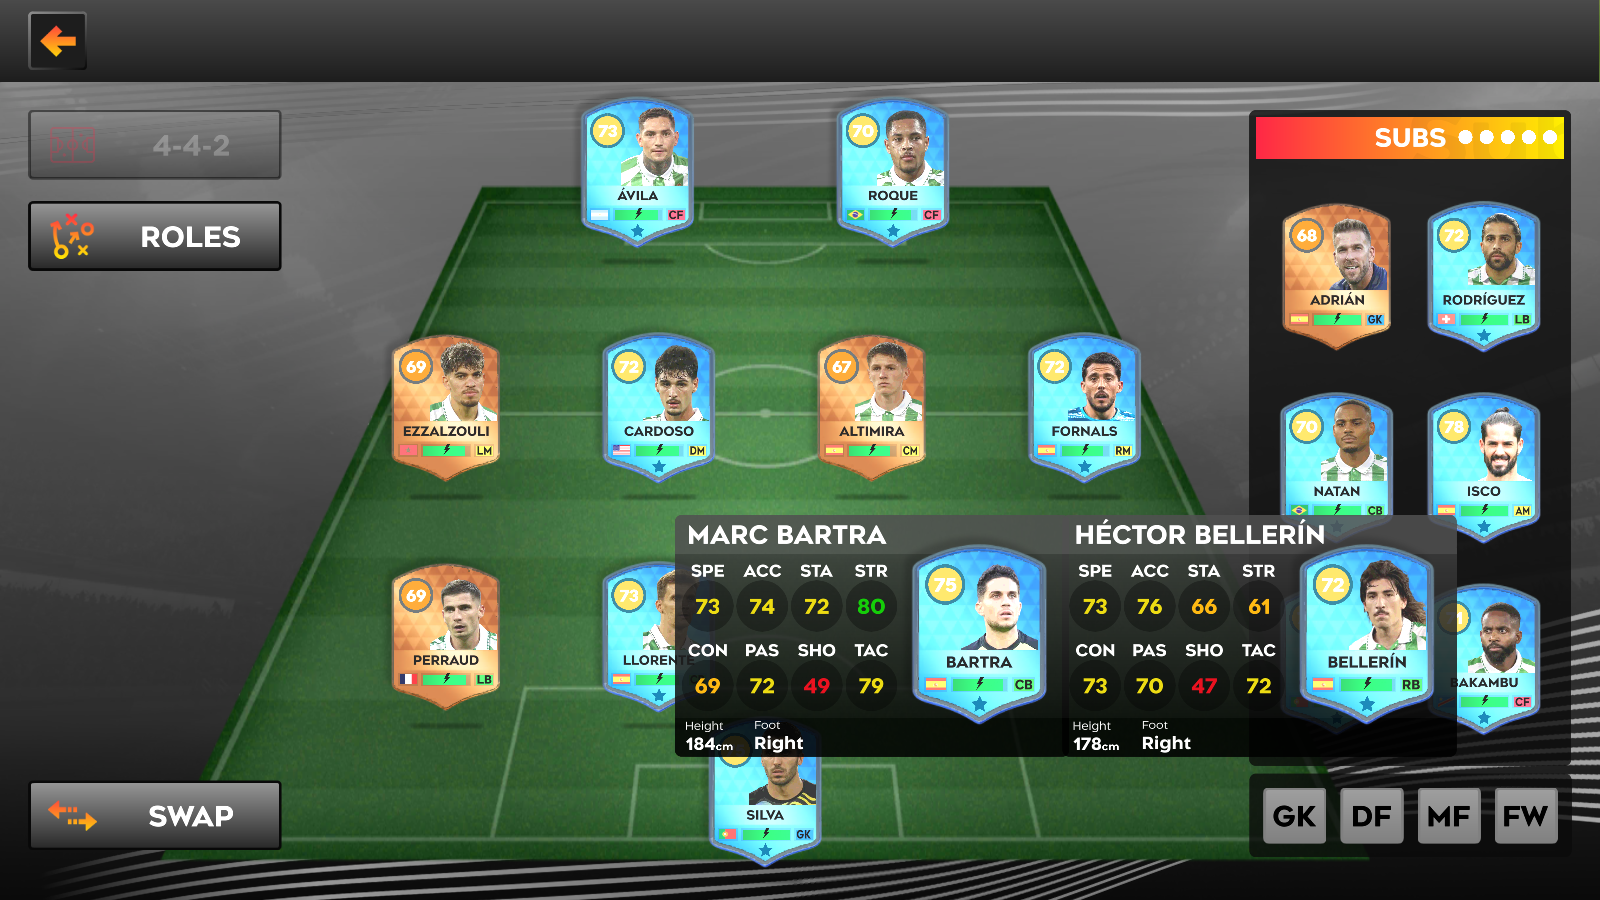 4-4-2
ROLES
SWAP
73
ÁVILA
CF
70
ROQUE
CF
69
EZZALZOULI
LM
72
CARDOSO
DM
67
ALTIMIRA
CM
72
FORNALS
RM
69
PERRAUD
LB
73
LLORENTE
SILVA
GK
MARC BARTRA
SPE ACC STA STR
73 74 72 80
CON PAS SHO TAC
69 72 49 79
Height Foot
184cm Right
75
BARTRA
CB
HÉCTOR BELLERÍN
SPE ACC STA STR
73 76 66 61
CON PAS SHO TAC
73 70 47 72
Height Foot
178cm Right
72
BELLERÍN
RB
SUBS
68
ADRIÁN
GK
72
RODRÍGUEZ
LB
70
NATAN
CB
78
ISCO
AM
BAKAMBU
CF
GK DF MF FW